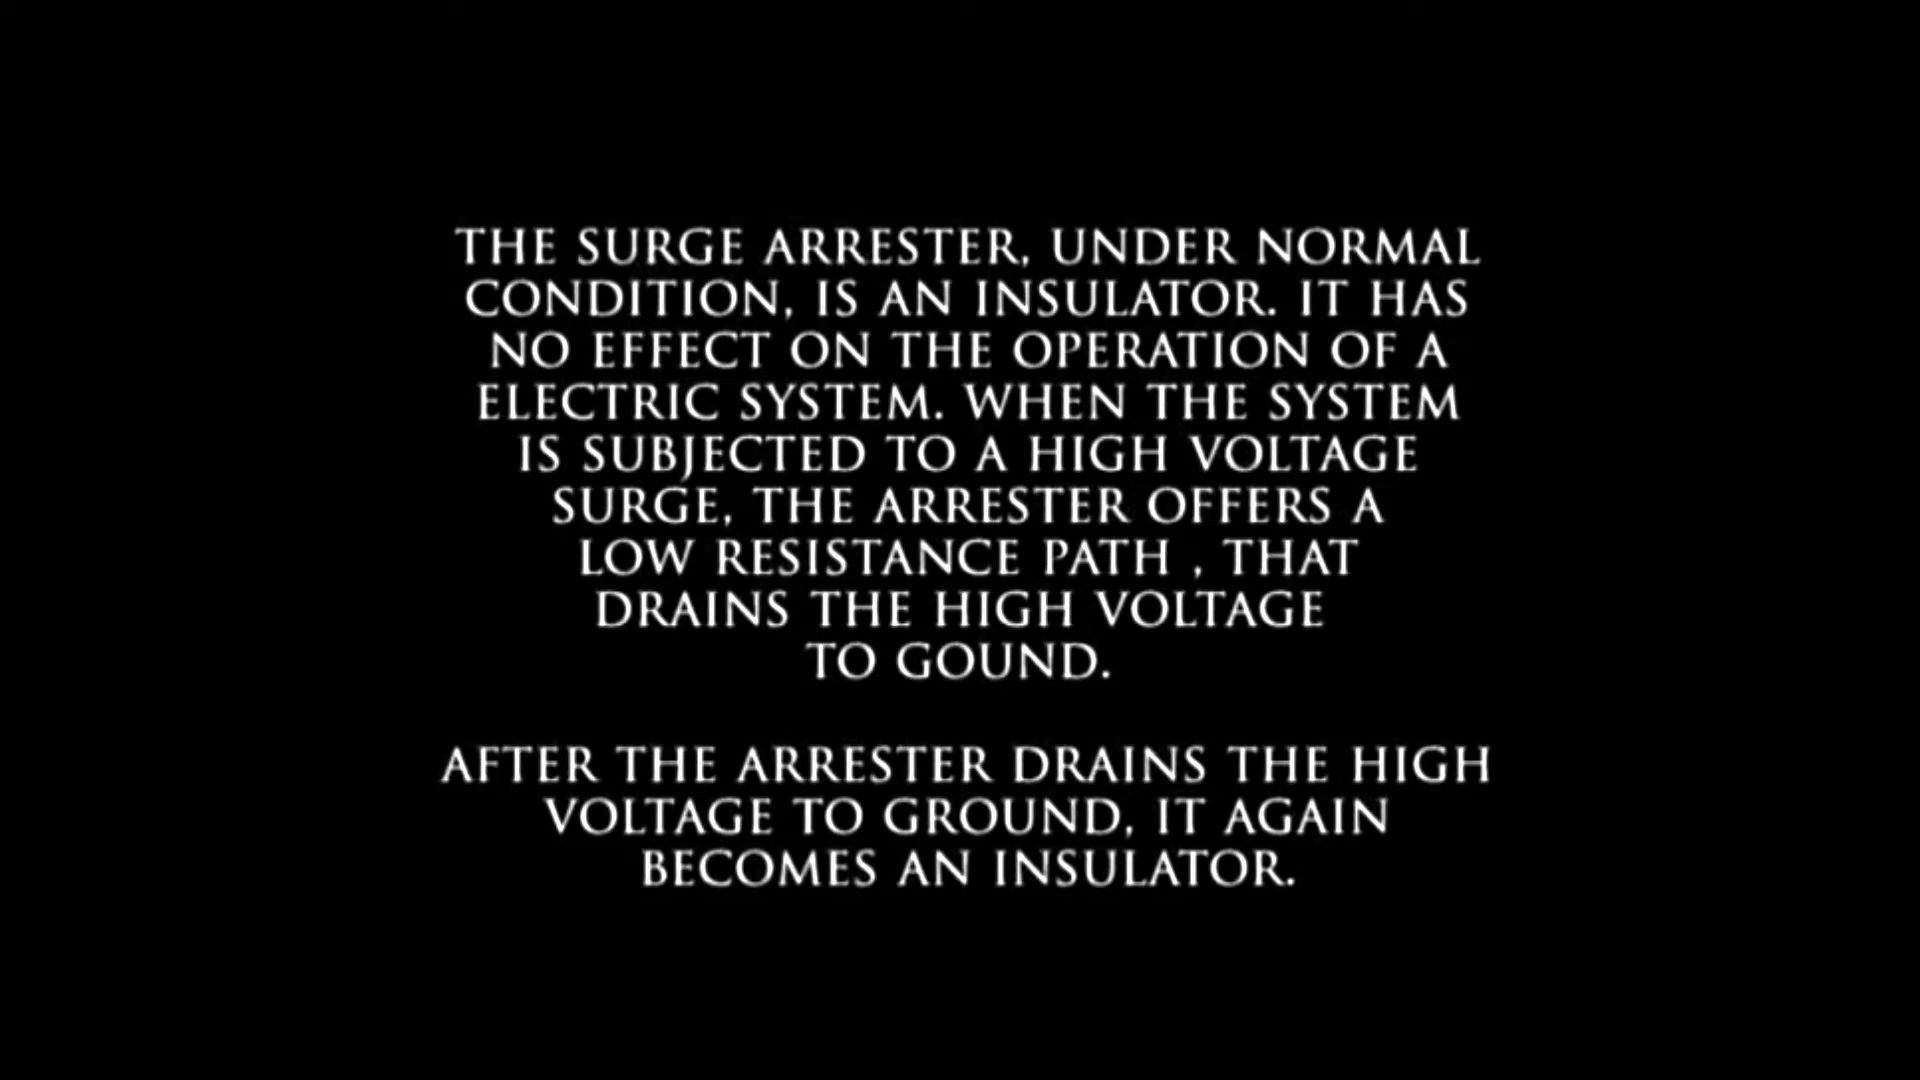 THE SURGE ARRESTER, UNDER NORMAL
CONDITION, IS AN INSULATOR. IT HAS
NO EFFECT ON THE OPERATION OF A
ELECTRIC SYSTEM. WHEN THE SYSTEM
IS SUBJECTED TO A HIGH VOLTAGE
SURGE, THE ARRESTER OFFERS A
LOW RESISTANCE PATH , THAT
DRAINS THE HIGH VOLTAGE
TO GOUND.
AFTER THE ARRESTER DRAINS THE HIGH
VOLTAGE TO GROUND, IT AGAIN
BECOMES AN INSULATOR.